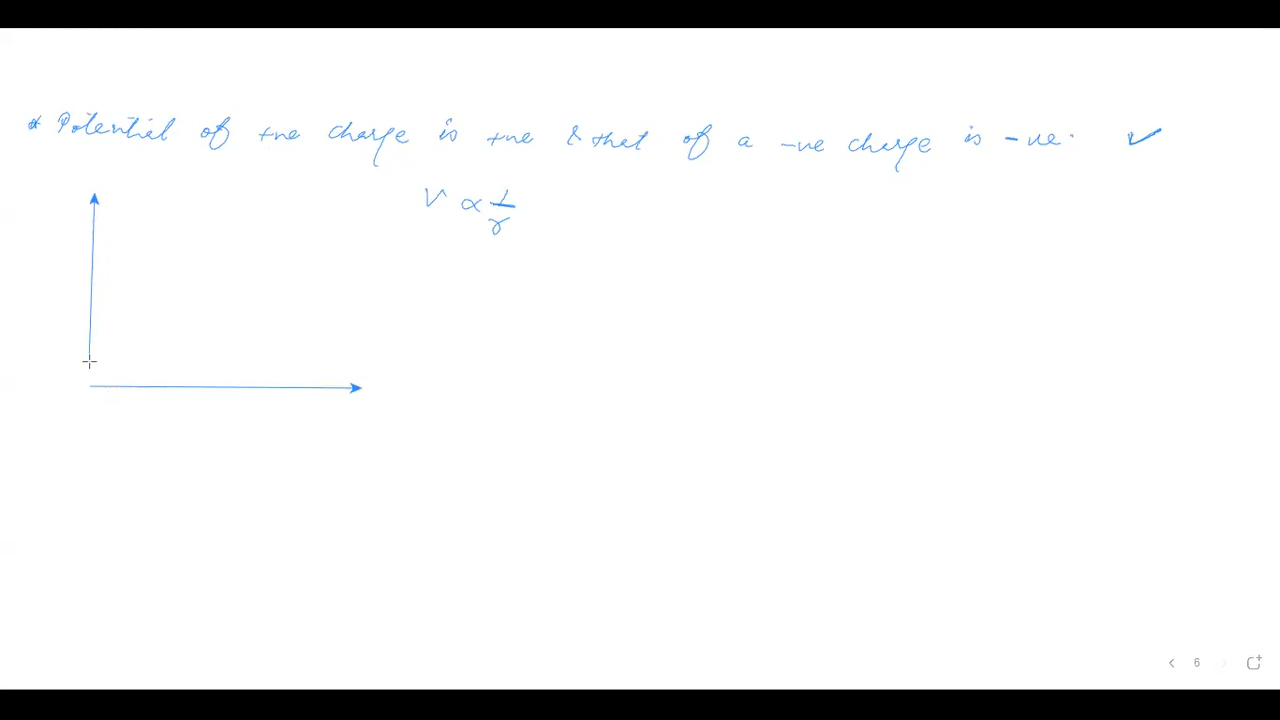 * Potential of +ve charge is +ve & that of a -ve charge is -ve. ✓
V ∝ 1/r
6